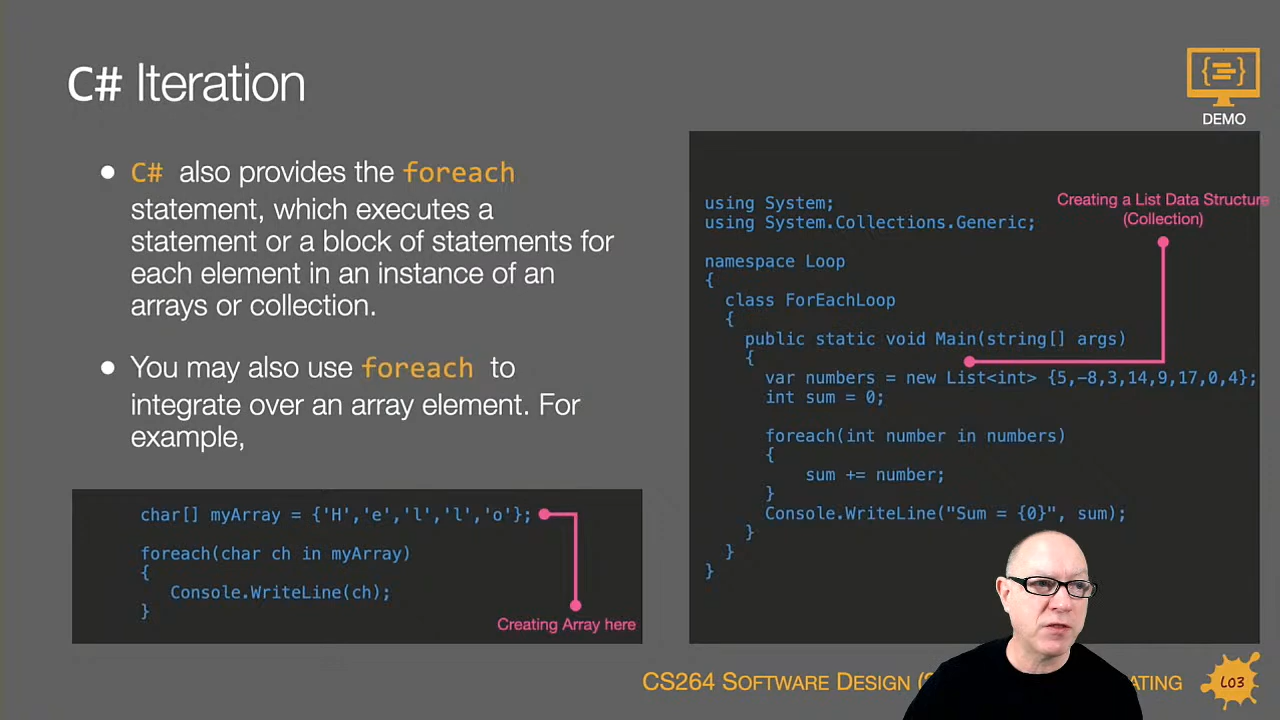 C# Iteration
DEMO
● C# also provides the foreach
statement, which executes a
statement or a block of statements for
each element in an instance of an
arrays or collection.
● You may also use foreach to
integrate over an array element. For
example,
char[] myArray = {'H','e','l','l','o'};
foreach(char ch in myArray)
{
Console.WriteLine(ch);
}
Creating Array here
using System;
using System.Collections.Generic;
Creating a List Data Structure
(Collection)
namespace Loop
{
class ForEachLoop
{
public static void Main(string[] args)
{
var numbers = new List<int> {5,-8,3,14,9,17,0,4};
int sum = 0;
foreach(int number in numbers)
{
sum += number;
}
Console.WriteLine("Sum = {0}", sum);
}
}
}
CS264 SOFTWARE DESIGN (
LO3